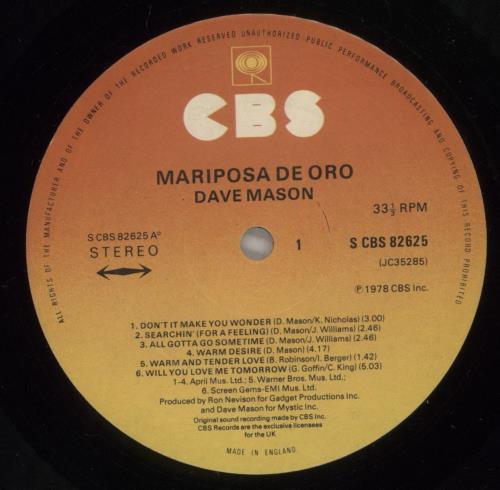 ALL RIGHTS OF THE MANUFACTURER AND OF THE OWNER OF THE RECORDED WORK RESERVED UNAUTHORIZED PUBLIC PERFORMANCE BROADCASTING AND COPYING OF THIS RECORD PROHIBITED
CBS
MARIPOSA DE ORO
DAVE MASON
33⅓ RPM
S CBS 82625 A°
STEREO
1
S CBS 82625
(JC35285)
℗ 1978 CBS Inc.
1. DON'T IT MAKE YOU WONDER (D. Mason/K. Nicholas) (3.00)
2. SEARCHIN' (FOR A FEELING) (D. Mason/J. Williams) (2.46)
3. ALL GOTTA GO SOMETIME (D. Mason/J. Williams) (2.46)
4. WARM DESIRE (D. Mason) (4.17)
5. WARM AND TENDER LOVE (B. Robinson/I. Berger) (1.42)
6. WILL YOU LOVE ME TOMORROW (G. Goffin/C. King) (5.03)
1-4. April Mus. Ltd.; 5. Warner Bros. Mus. Ltd.;
6. Screen Gems-EMI Mus. Ltd.
Produced by Ron Nevison for Gadget Productions Inc.
and Dave Mason for Mystic Inc.
Original sound recording made by CBS Inc.
CBS Records are the exclusive licensees
for the UK
MADE IN ENGLAND